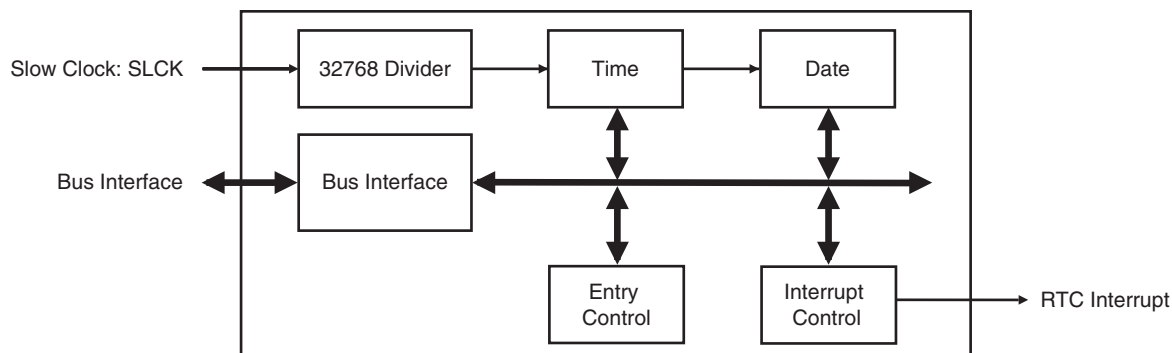 Slow Clock: SLCK
32768 Divider
Time
Date
Bus Interface
Bus Interface
Entry
Control
Interrupt
Control
RTC Interrupt